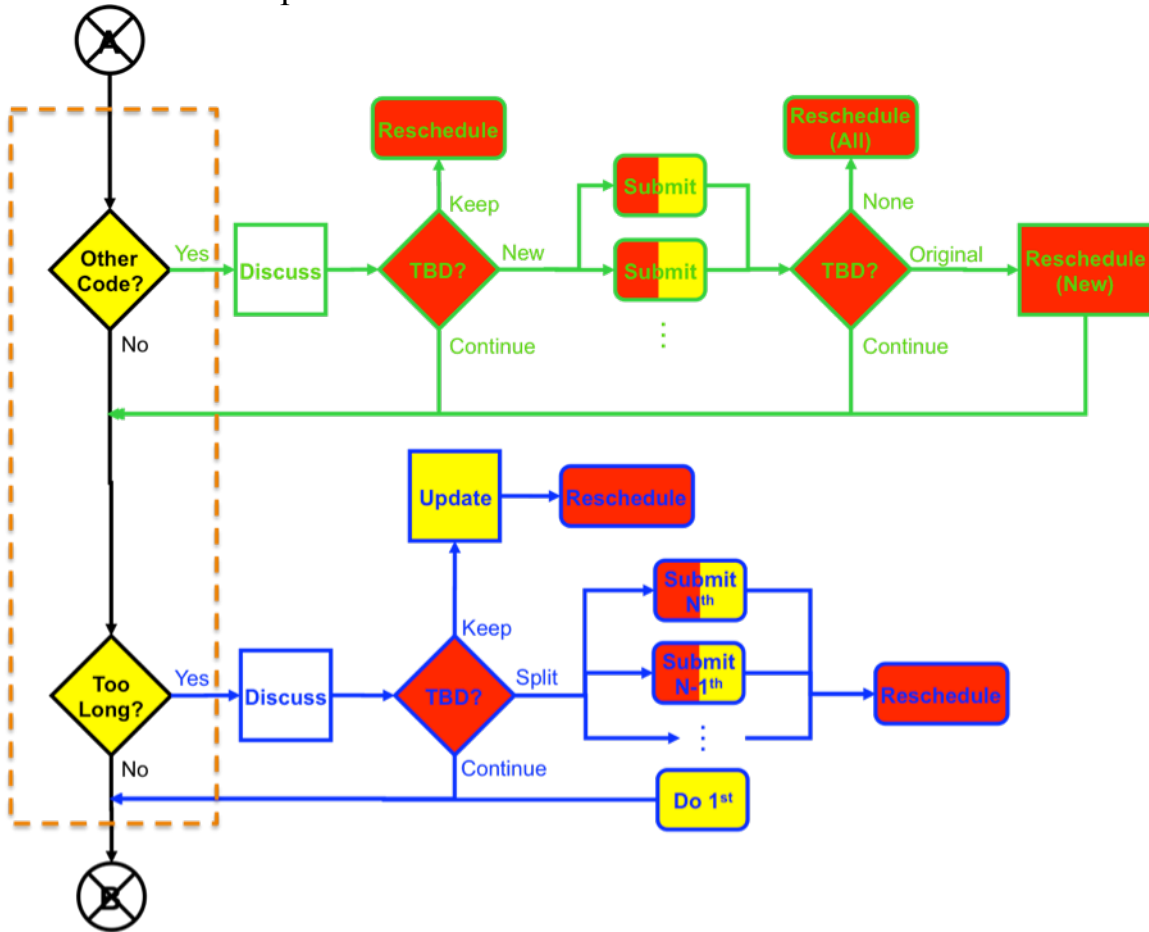 A
Reschedule
Reschedule
(All)
Submit
Keep
None
Other
Code?
Yes
Discuss
TBD?
New
Submit
TBD?
Original
Reschedule
(New)
No
Continue
⋮
Continue
Update
Reschedule
Submit
Nth
Keep
Too
Long?
Yes
Discuss
TBD?
Split
Submit
N-1th
Reschedule
⋮
No
Continue
Do 1st
B